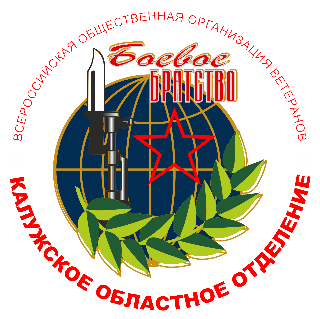 ВСЕРОССИЙСКАЯ ОБЩЕСТВЕННАЯ ОРГАНИЗАЦИЯ ВЕТЕРАНОВ
Боевое
БРАТСТВО
КАЛУЖСКОЕ ОБЛАСТНОЕ ОТДЕЛЕНИЕ